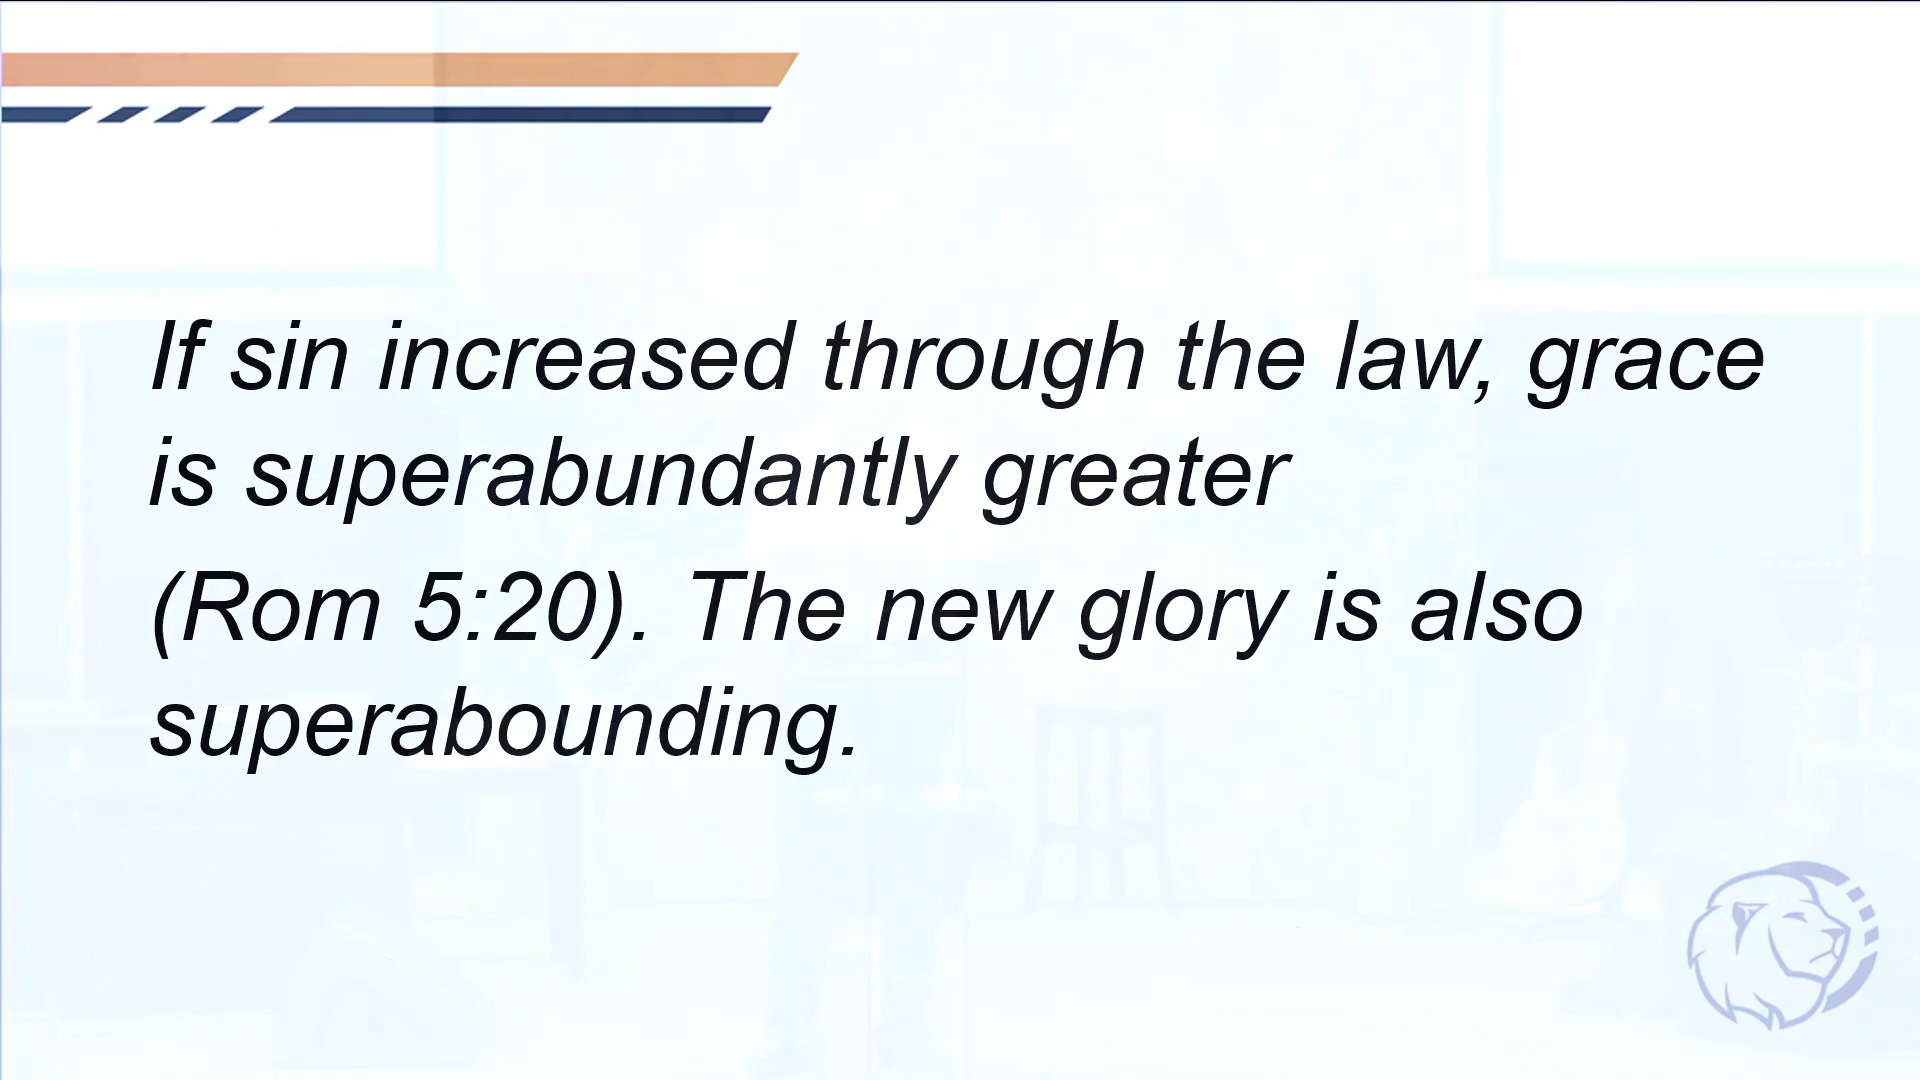 If sin increased through the law, grace
is superabundantly greater
(Rom 5:20). The new glory is also
superabounding.